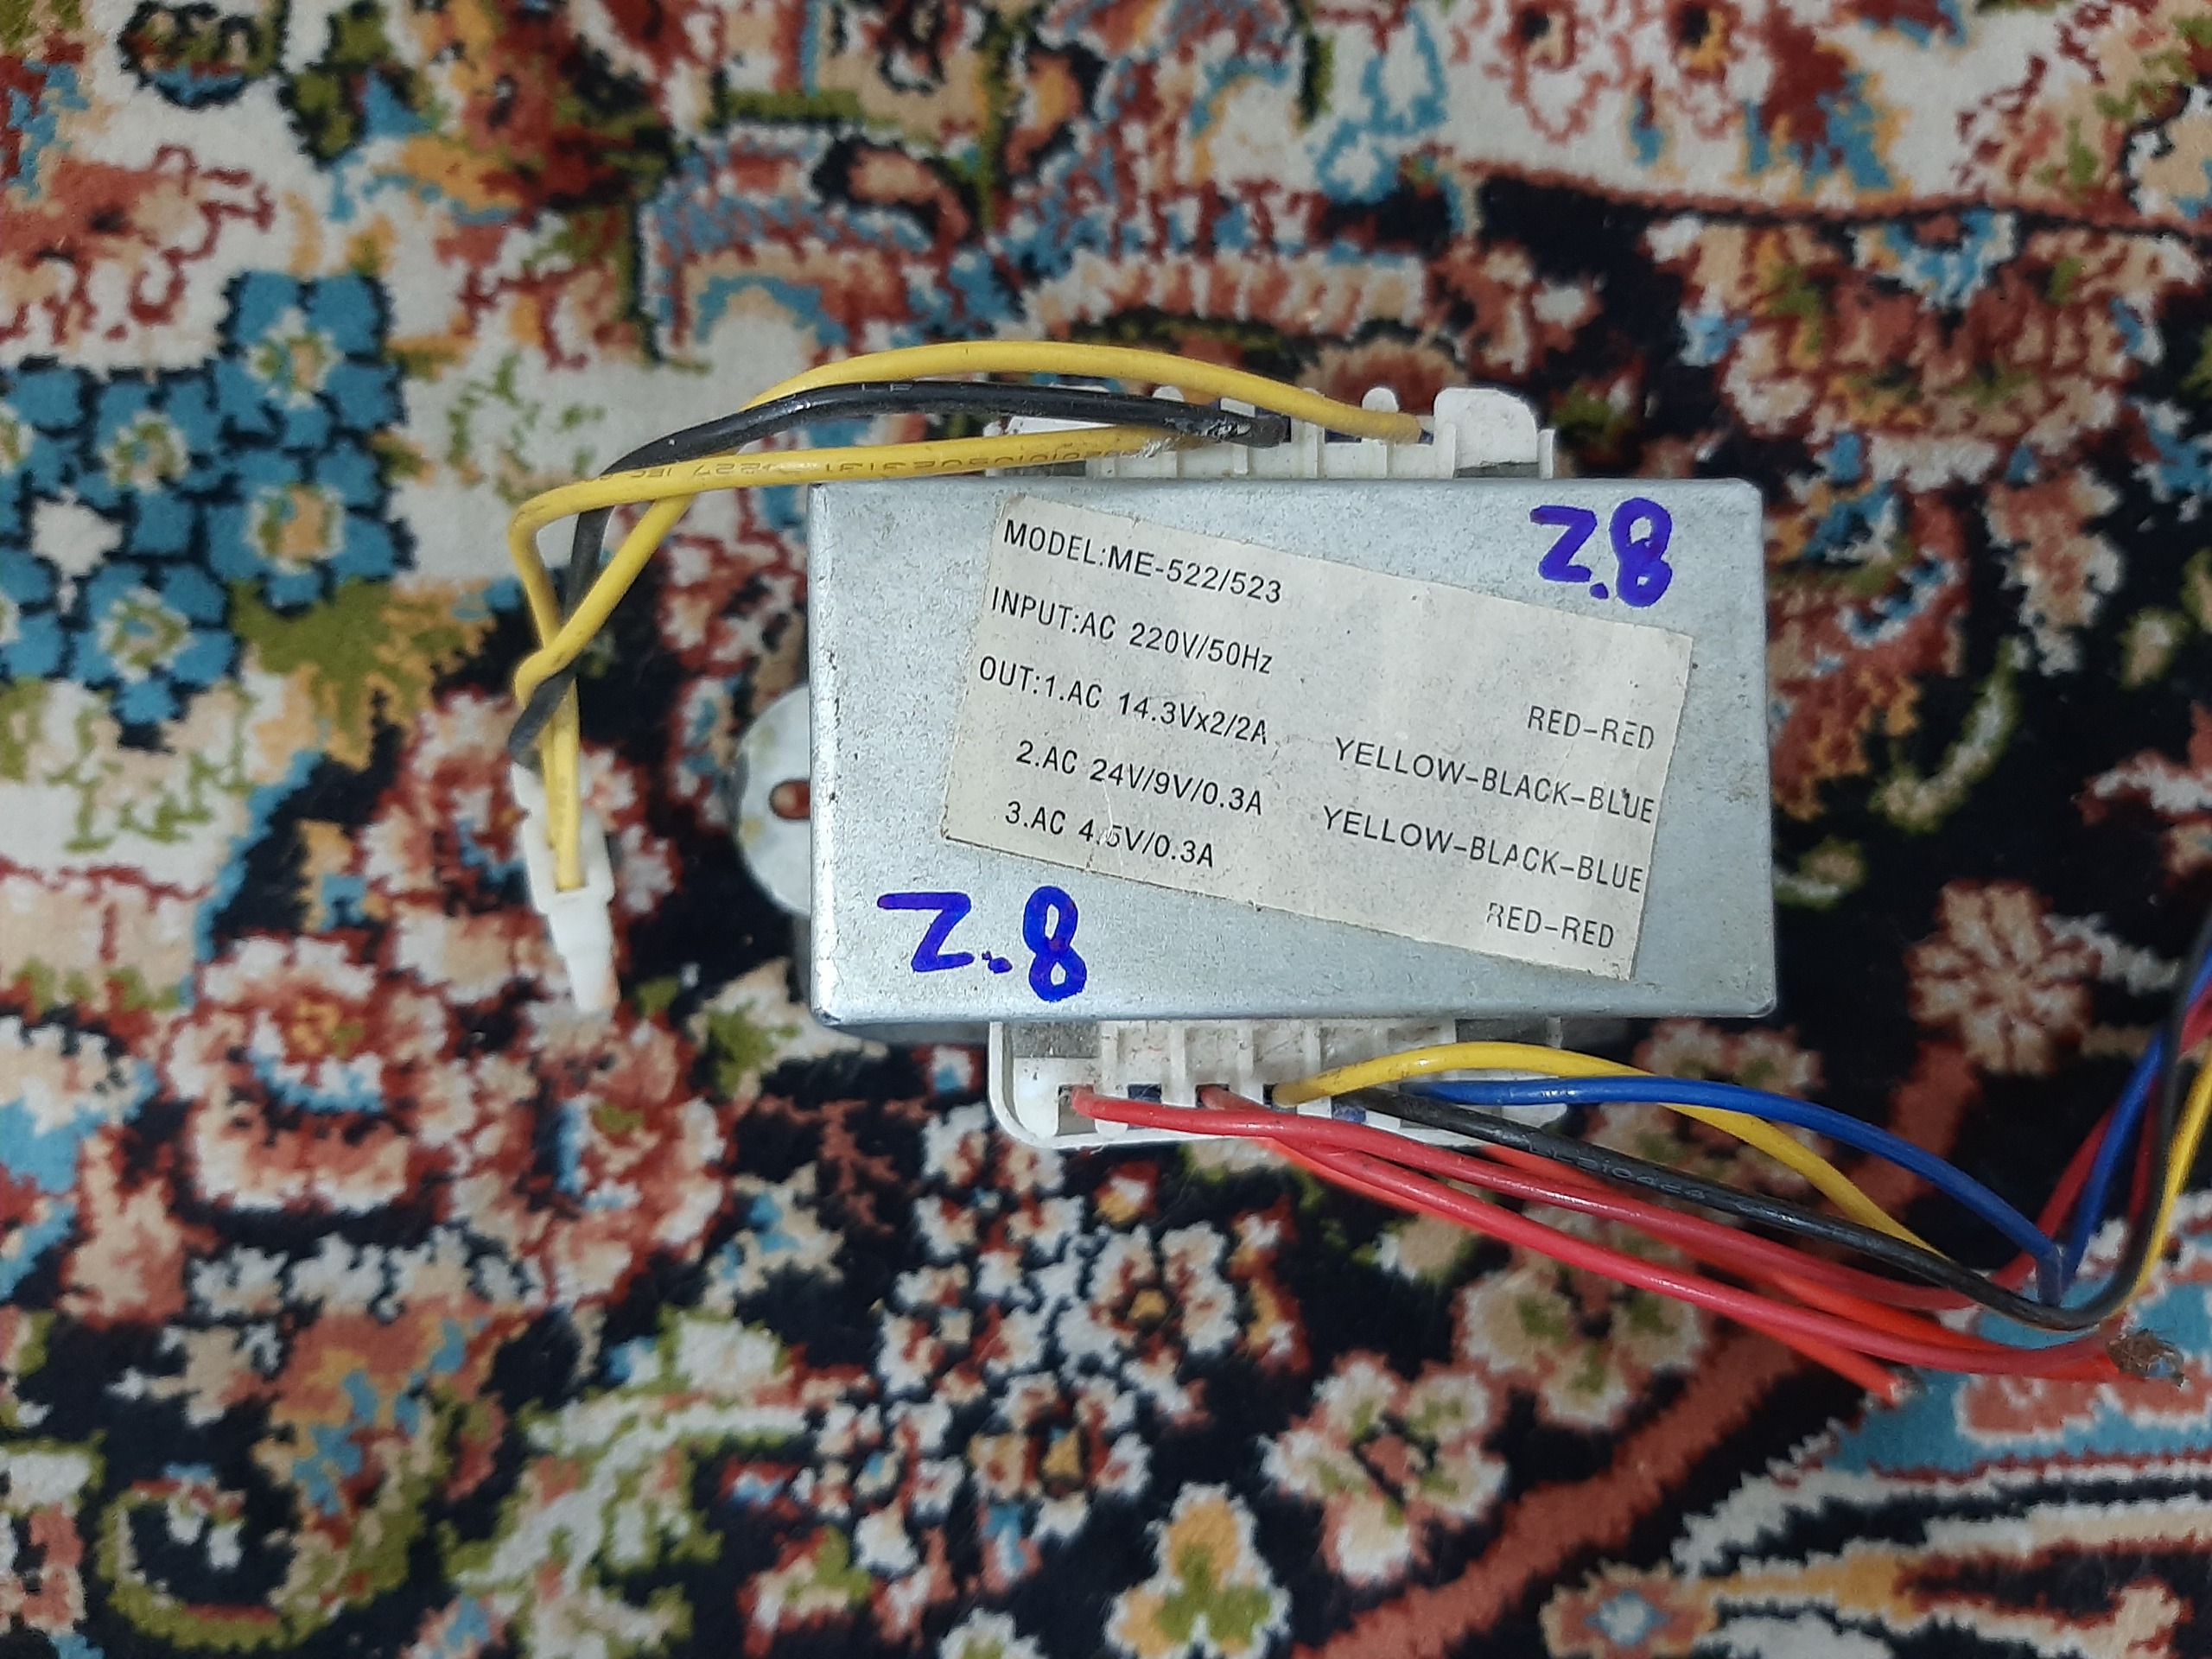 Z.8
MODEL:ME-522/523
INPUT:AC 220V/50Hz RED-RED
OUT:1.AC 14.3Vx2/2A YELLOW-BLACK-BLUE
2.AC 24V/9V/0.3A YELLOW-BLACK-BLUE
3.AC 4.5V/0.3A RED-RED
Z.8